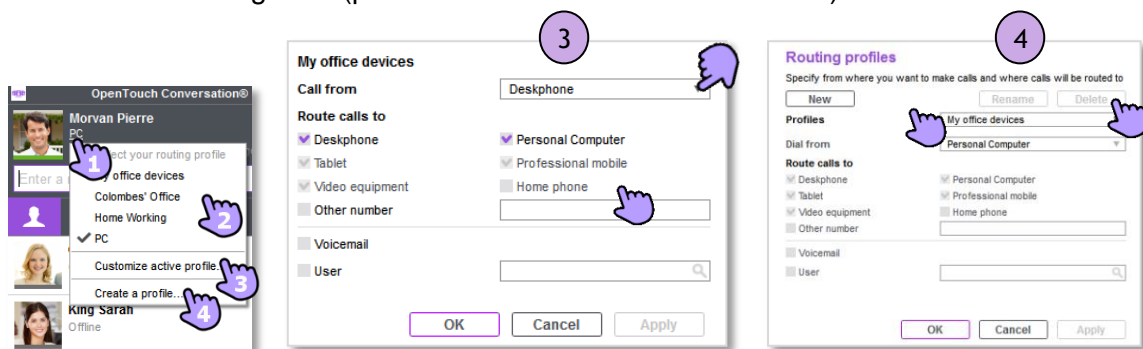 OpenTouch Conversation®
Morvan Pierre
PC
1
your routing profile
office devices
Enter a
Colombes' Office
Home Working
2
PC
Customize active profile.
3
Create a profile...
4
King Sarah
Offline
3
My office devices
Call from
Deskphone
Route calls to
Deskphone
Personal Computer
Tablet
Professional mobile
Video equipment
Home phone
Other number
Voicemail
User
OK
Cancel
Apply
4
Routing profiles
Specify from where you want to make calls and where calls will be routed to
New
Rename
Delete
Profiles
My office devices
Dial from
Personal Computer
Route calls to
Deskphone
Personal Computer
Tablet
Professional mobile
Video equipment
Home phone
Other number
Voicemail
User
OK
Cancel
Apply